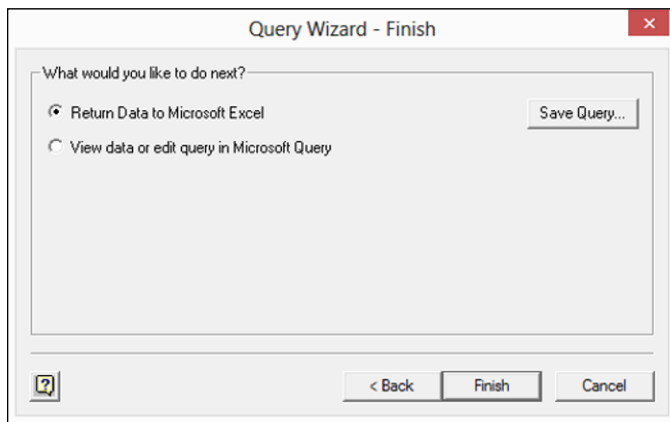 Query Wizard - Finish
What would you like to do next?
Return Data to Microsoft Excel
Save Query...
View data or edit query in Microsoft Query
?
< Back
Finish
Cancel